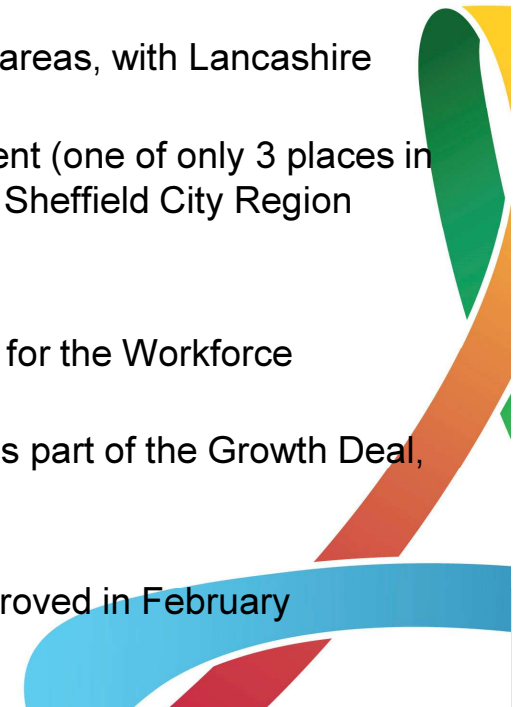 areas, with Lancashire
ent (one of only 3 places in
Sheffield City Region
for the Workforce
s part of the Growth Deal,
roved in February